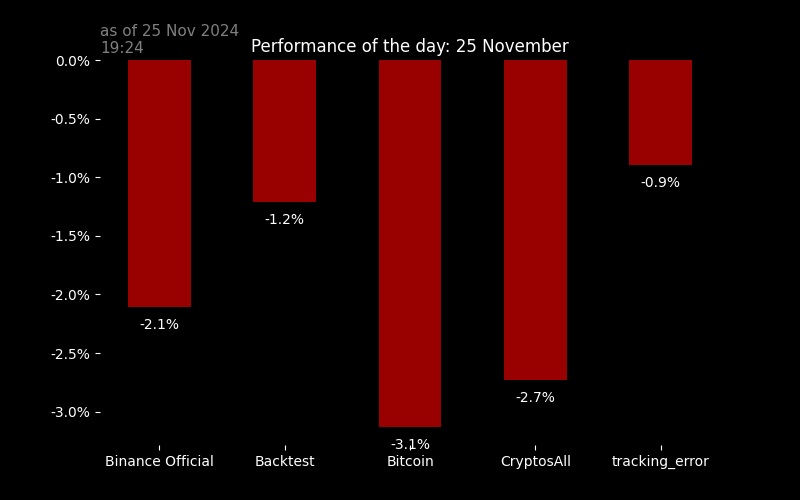 as of 25 Nov 2024
19:24
Performance of the day: 25 November
0.0%
-0.5%
-1.0%
-1.5%
-2.0%
-2.5%
-3.0%
-2.1%
-1.2%
-3.1%
-2.7%
-0.9%
Binance Official
Backtest
Bitcoin
CryptosAll
tracking_error